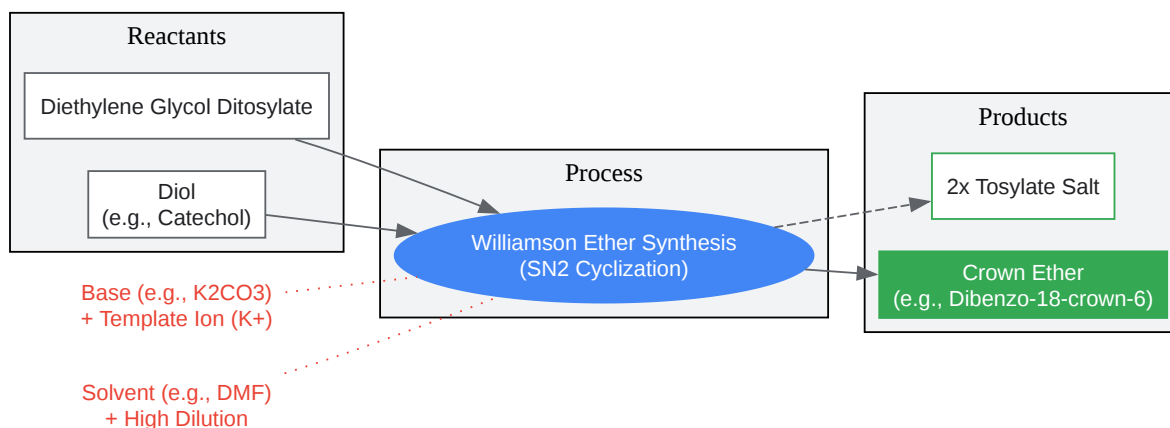 Reactants
Diethylene Glycol Ditosylate
Diol
(e.g., Catechol)
Base (e.g., K2CO3)
+ Template Ion (K+)
Solvent (e.g., DMF)
+ High Dilution
Process
Williamson Ether Synthesis
(SN2 Cyclization)
Products
2x Tosylate Salt
Crown Ether
(e.g., Dibenzo-18-crown-6)